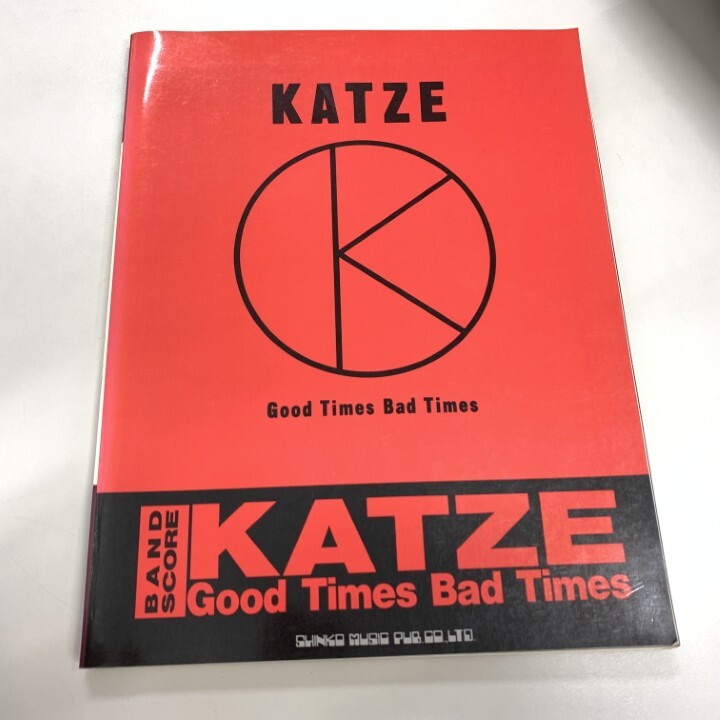 KATZE
K
Good Times Bad Times
BAND
SCORE
KATZE
Good Times Bad Times
SHINKO MUSIC PUB. CO., LTD.